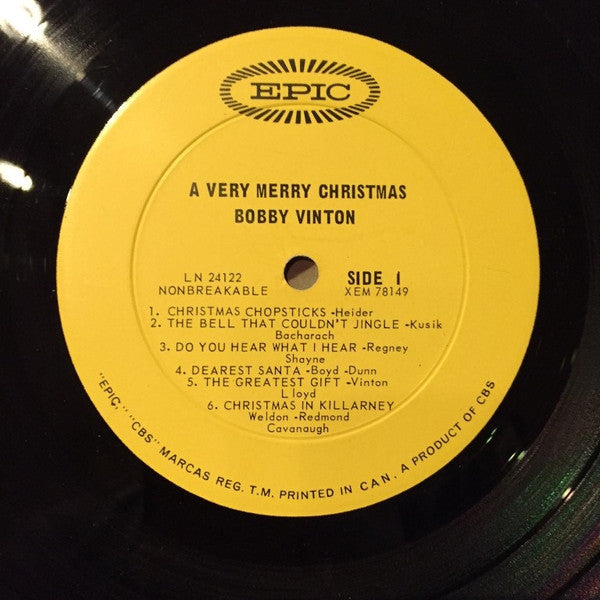 EPIC
A VERY MERRY CHRISTMAS
BOBBY VINTON
LN 24122
NONBREAKABLE
SIDE 1
XEM 78149
1. CHRISTMAS CHOPSTICKS -Heider
2. THE BELL THAT COULDN'T JINGLE -Kusik
Bacharach
3. DO YOU HEAR WHAT I HEAR -Regney
Shayne
4. DEAREST SANTA -Boyd -Dunn
5. THE GREATEST GIFT -Vinton
Lloyd
6. CHRISTMAS IN KILLARNEY
Weldon -Redmond
Cavanaugh
"EPIC," "CBS" MARCAS REG. T.M. PRINTED IN CAN. A PRODUCT OF CBS